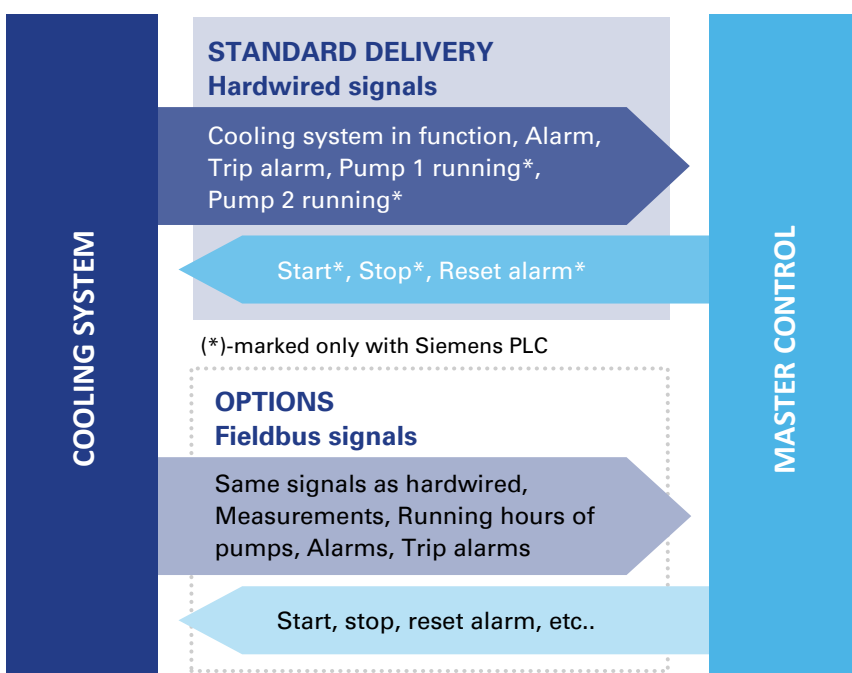 COOLING SYSTEM
STANDARD DELIVERY
Hardwired signals
Cooling system in function, Alarm,
Trip alarm, Pump 1 running*,
Pump 2 running*
Start*, Stop*, Reset alarm*
(*)-marked only with Siemens PLC
OPTIONS
Fieldbus signals
Same signals as hardwired,
Measurements, Running hours of
pumps, Alarms, Trip alarms
Start, stop, reset alarm, etc..
MASTER CONTROL